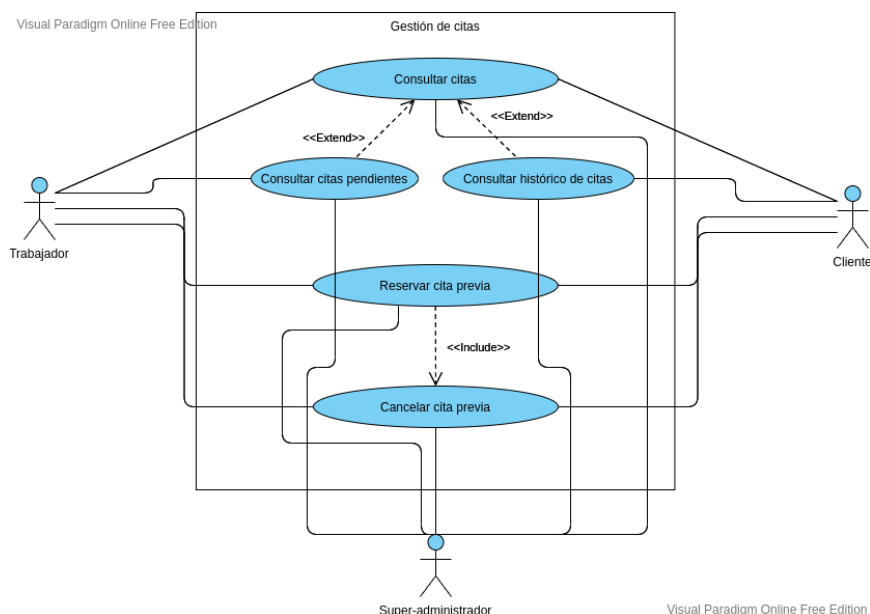 Visual Paradigm Online Free Edition
Gestión de citas
Consultar citas
<<Extend>>
<<Extend>>
Consultar citas pendientes
Consultar histórico de citas
Trabajador
Cliente
Reservar cita previa
<<Include>>
Cancelar cita previa
Super-administrador
Visual Paradigm Online Free Edition